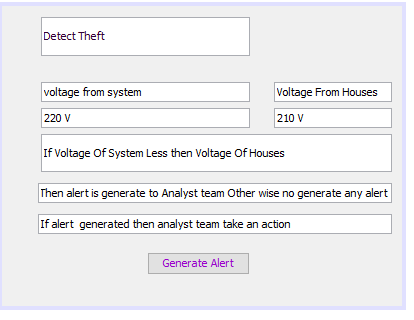 Detect Theft
voltage from system
Voltage From Houses
220 V
210 V
If Voltage Of System Less then Voltage Of Houses
Then alert is generate to Analyst team Other wise no generate any alert
If alert generated then analyst team take an action
Generate Alert